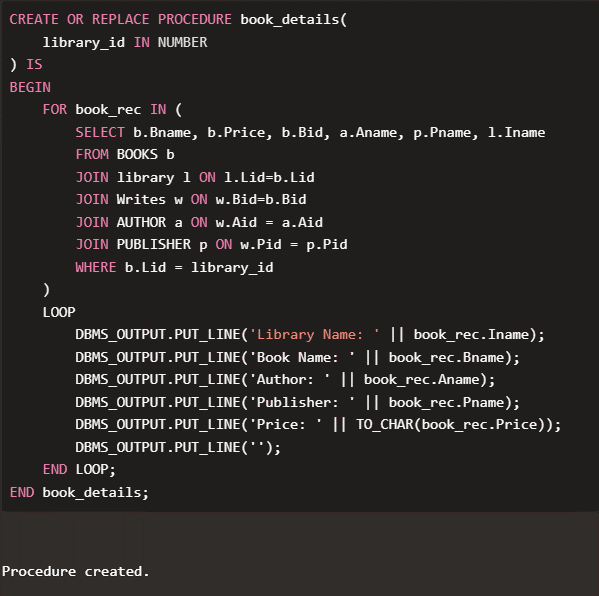 CREATE OR REPLACE PROCEDURE book_details(
    library_id IN NUMBER
) IS
BEGIN
    FOR book_rec IN (
        SELECT b.Bname, b.Price, b.Bid, a.Aname, p.Pname, l.Iname
        FROM BOOKS b
        JOIN library l ON l.Lid=b.Lid
        JOIN Writes w ON w.Bid=b.Bid
        JOIN AUTHOR a ON w.Aid = a.Aid
        JOIN PUBLISHER p ON w.Pid = p.Pid
        WHERE b.Lid = library_id
    )
    LOOP
        DBMS_OUTPUT.PUT_LINE('Library Name: ' || book_rec.Iname);
        DBMS_OUTPUT.PUT_LINE('Book Name: ' || book_rec.Bname);
        DBMS_OUTPUT.PUT_LINE('Author: ' || book_rec.Aname);
        DBMS_OUTPUT.PUT_LINE('Publisher: ' || book_rec.Pname);
        DBMS_OUTPUT.PUT_LINE('Price: ' || TO_CHAR(book_rec.Price));
        DBMS_OUTPUT.PUT_LINE('');
    END LOOP;
END book_details;
Procedure created.